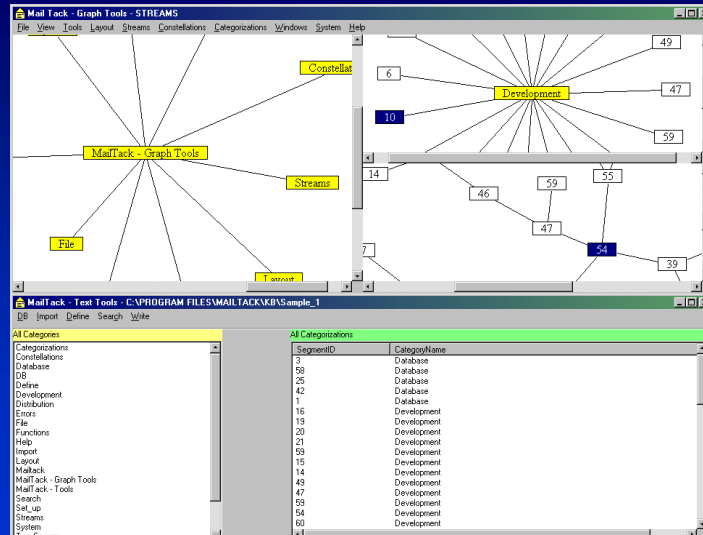 Mail Tack - Graph Tools - STREAMS
File View Tools Layout Streams Constellations Categorizations Windows System Help
Constellat
MailTack - Graph Tools
Streams
File
Layout
49
6
Development
47
10
59
14
59
55
46
47
7
54
39
MailTack - Text Tools - C:\PROGRAM FILES\MAILTACK\KB\Sample_1
DB Import Define Search Write
All Categories
Categorizations
Constellations
Database
DB
Define
Development
Distribution
Errors
File
Functions
Help
Import
Layout
Mailtack
MailTack - Graph Tools
MailTack - Tools
Search
Set_up
Streams
System
All Categorizations
SegmentID CategoryName
3 Database
58 Database
25 Database
42 Database
1 Database
16 Development
19 Development
20 Development
21 Development
59 Development
15 Development
14 Development
49 Development
47 Development
59 Development
54 Development
60 Development